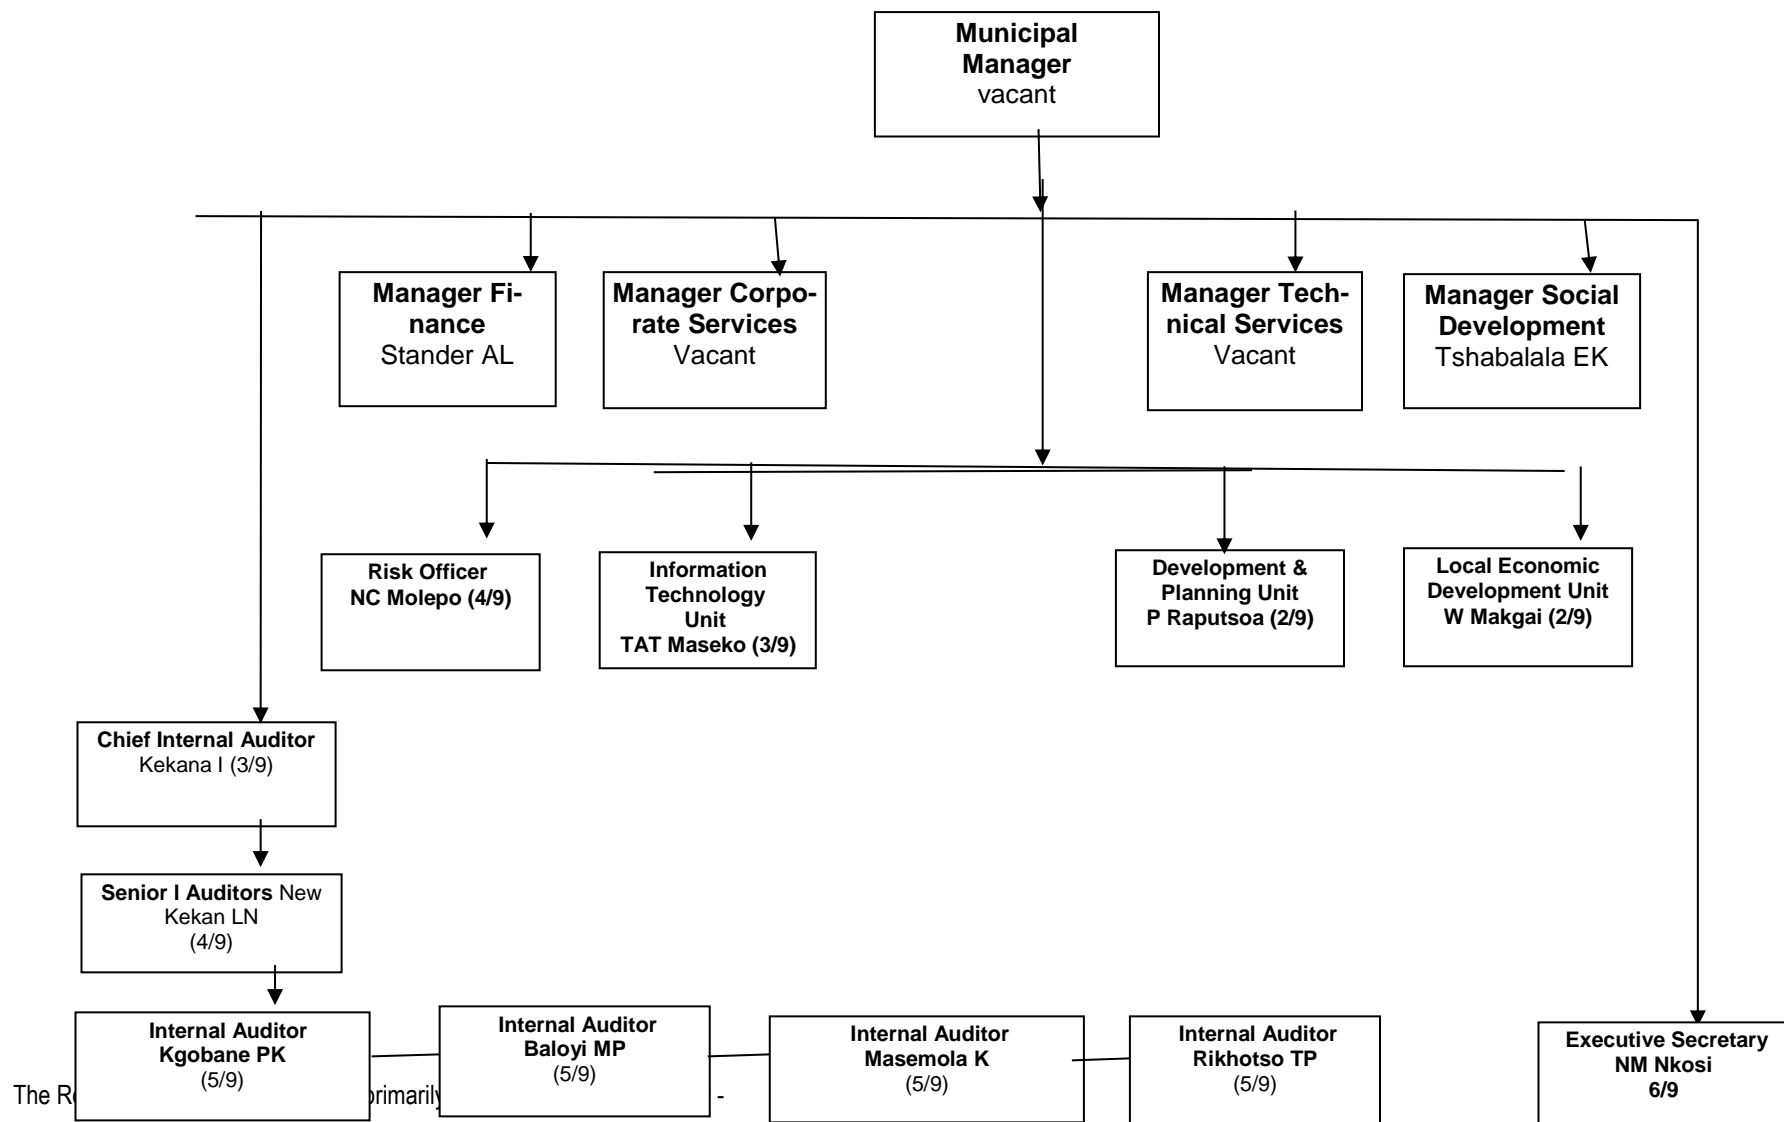 Municipal
Manager
vacant
Manager Fi-
nance
Stander AL
Manager Corpo-
rate Services
Vacant
Manager Tech-
nical Services
Vacant
Manager Social
Development
Tshabalala EK
Risk Officer
NC Molepo (4/9)
Information
Technology
Unit
TAT Maseko (3/9)
Development &
Planning Unit
P Raputsoa (2/9)
Local Economic
Development Unit
W Makgai (2/9)
Chief Internal Auditor
Kekana I (3/9)
Senior I Auditors New
Kekan LN
(4/9)
Internal Auditor
Kgobane PK
(5/9)
Internal Auditor
Baloyi MP
(5/9)
Internal Auditor
Masemola K
(5/9)
Internal Auditor
Rikhotso TP
(5/9)
Executive Secretary
NM Nkosi
6/9
The primarily -